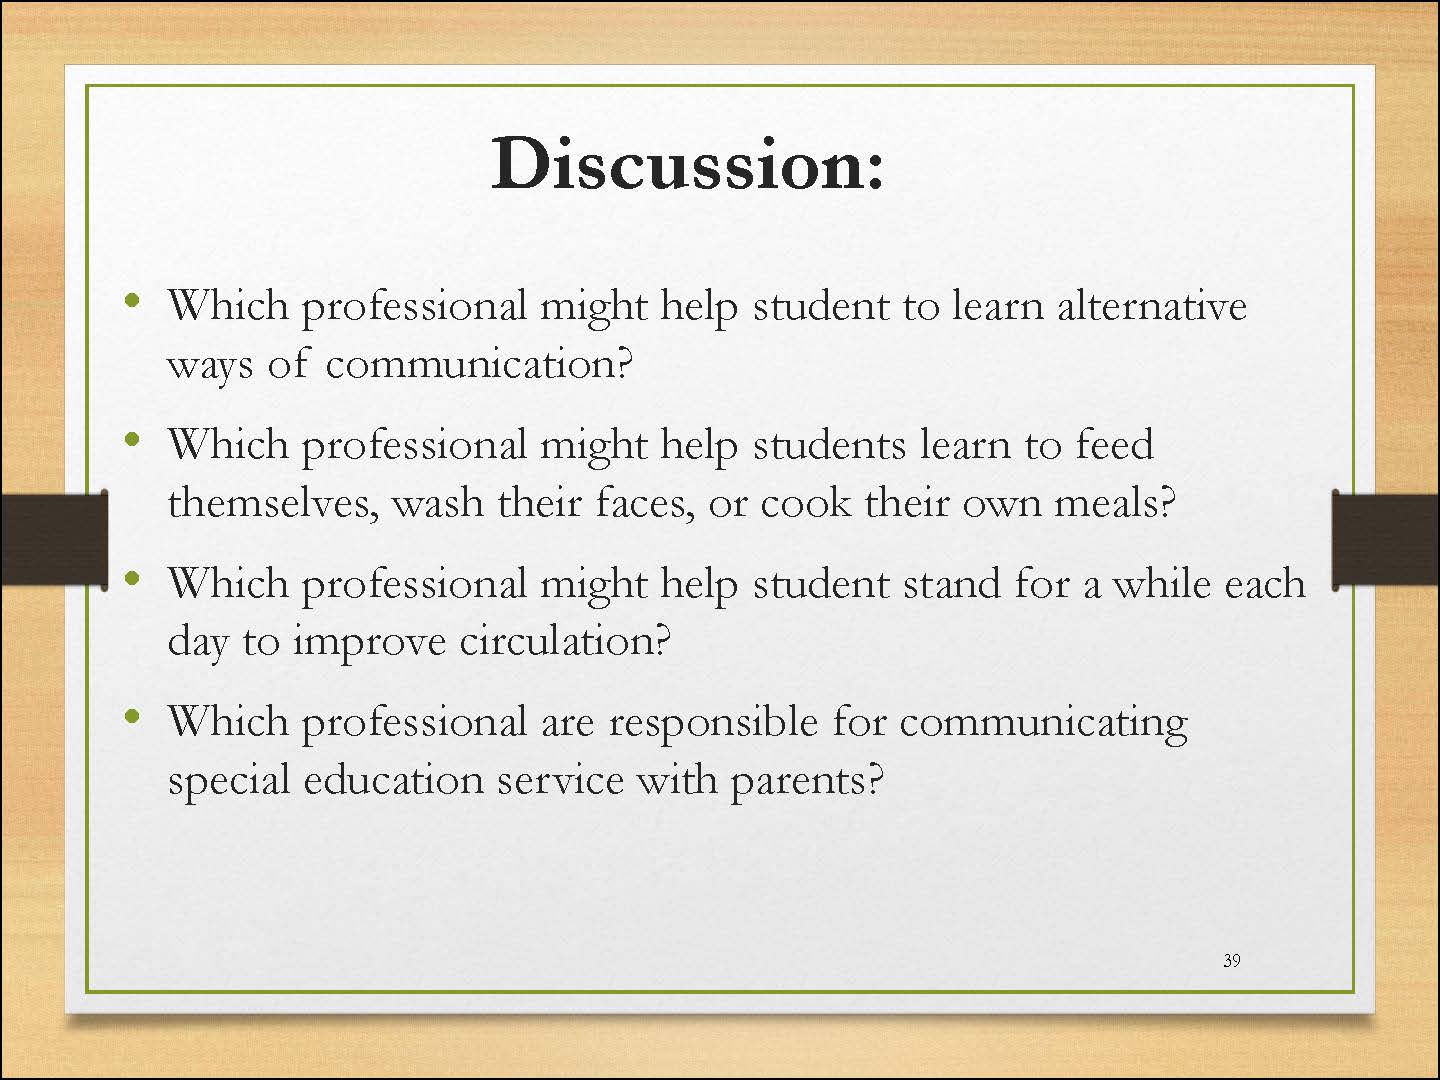 Discussion:
• Which professional might help student to learn alternative
ways of communication?
• Which professional might help students learn to feed
themselves, wash their faces, or cook their own meals?
• Which professional might help student stand for a while each
day to improve circulation?
• Which professional are responsible for communicating
special education service with parents?
39